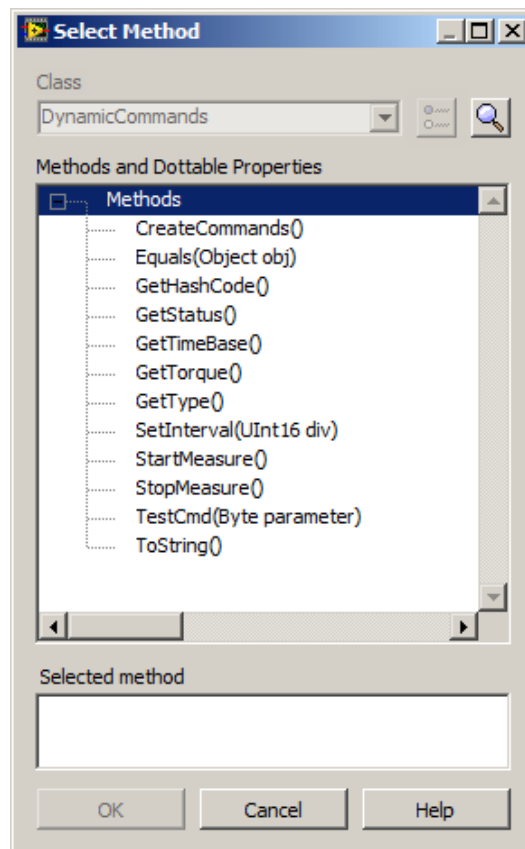 Select Method
Class
DynamicCommands
Methods and Dottable Properties
Methods
CreateCommands()
Equals(Object obj)
GetHashCode()
GetStatus()
GetTimeBase()
GetTorque()
GetType()
SetInterval(UInt16 div)
StartMeasure()
StopMeasure()
TestCmd(Byte parameter)
ToString()
Selected method
OK Cancel Help